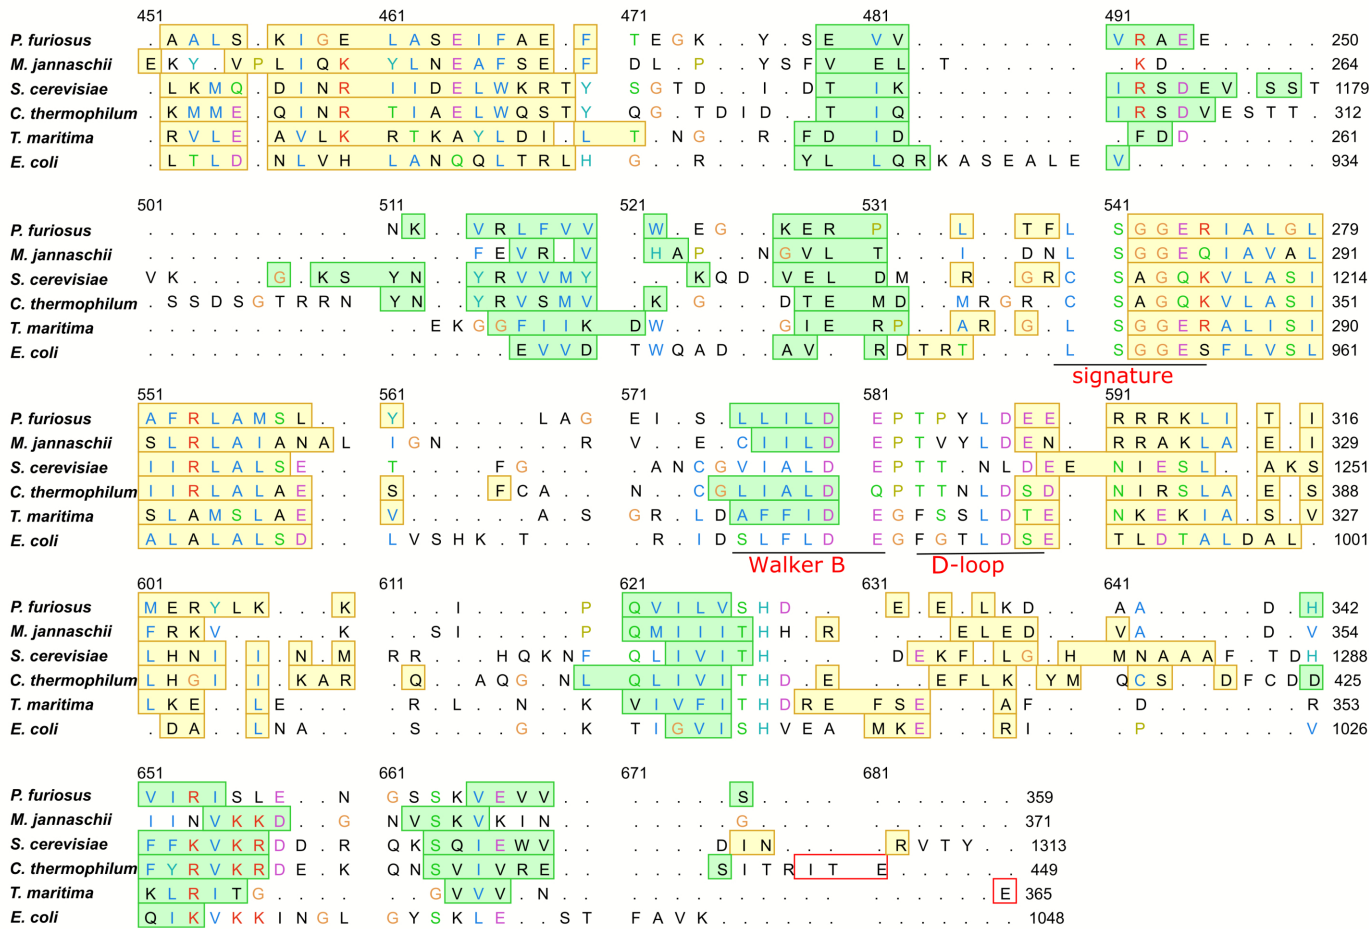 451 461 471 481 491
P. furiosus . A A L S . K I G E L A S E I F A E . F . T E G K . . Y . S E V V . . . . . . . . V R A E E . . . . . 250
M. jannaschii E K Y . V P L I Q K Y L N E A F S E . F . D L . P . . Y S F V E L . T . . . . . . . K D . . . . . . . 264
S. cerevisiae . L K M Q . D I N R I I D E L W K R T Y . S G T D . . I . D T I K . . . . . . . . I R S D E V . S S T 1179
C. thermophilum . K M M E . Q I N R T I A E L W Q S T Y Q G . T D I D . . T I Q . . . . . . . . I R S D V E S T T . 312
T. maritima . R V L E . A V L K R T K A Y L D I . L . T . N G . . R . F D I D . . . . . . . . . F D D . . . . . . 261
E. coli . L T L D . N L V H L A N Q Q L T R L H G . . R . . . . Y L L Q R K A S E A L E V . . . . . . . . . 934
501 511 521 531 541
P. furiosus . . . . . . . . . . N K . . V R L F V V . . W . E G . . K E R P . . . L . . T F L S G G E R I A L G L 279
M. jannaschii . . . . . . . . . . . . . . F E V R . V . . H A P . . N G V L T . . . I . . D N L S G G E Q I A V A L 291
S. cerevisiae V K . . . G . K S Y N . . Y R V V M Y . . . . K Q D . V E L D M . . R . . G R C S A G Q K V L A S I 1214
C. thermophilum . S S D S G T R R N Y N . . Y R V S M V . . K . G . . . D T E M D . . M R G R . C S A G Q K V L A S I 351
T. maritima . . . . . . . . . . . . E K G G F I I K D W . . . . . G I E R P . . . A R . G . L S G G E R A L I S I 290
E. coli . . . . . . . . . . . . . . . . E V V D T W Q A D . . A V . R D T R T . . . . L S G G E S F L V S L 961
signature
551 561 571 581 591
P. furiosus A F R L A M S L . . Y . . . . . . L A G E I . S . L L I L D E P T P Y L D E E R R R K L I . T . I 316
M. jannaschii S L R L A I A N A L I G N . . . . . . R V . . E . C I I L D E P T V Y L D E N R R A K L A . E . I 329
S. cerevisiae I I R L A L S E . . T . . . . F G . . . . A N C G V I A L D E P T T . N L D E E N I E S L . . A K S 1251
C. thermophilum I I R L A L A E . . S . . . . F C A . . N . . C G L I A L D Q P T T N L D S D N I R S L A . E . S 388
T. maritima S L A M S L A E . . V . . . . . . A . S G R . L D A F F I D E G F S S L D T E N K E K I A . S . V 327
E. coli A L A L A L S D . . L V S H K . T . . . . R . I D S L F L D E G F G T L D S E T L D T A L D A L . 1001
Walker B D-loop
601 611 621 631 641
P. furiosus M E R Y L K . . . K . . . I . . . . . P Q V I L V S H D . . . . E . E . L K D . . . A A . . . . . D . H 342
M. jannaschii F R K V . . . . . K . . S I . . . . . P Q M I I I T H H . R . . . . . E L E D . . . V A . . . . . D . V 354
S. cerevisiae L H N I . I . N . M R R . . . H Q K N F Q L I V I T H . . . . . D E K F . L G . H M N A A A F . T D H 1288
C. thermophilum L H G I . I . K A R . Q . . A Q G . N L Q L I V I T H D . E . . . . E F L K . Y M Q C S . . D F C D D 425
T. maritima L K E . . L E . . . . R . L . . N . . K V I V F I T H D R E F S E . . . A F . . . D . . . . . . . R 353
E. coli . D A . . L N A . . . S . . . . G . . K T I G V I S H V E A M K E . . . R I . . . . P . . . . . . . V 1026
651 661 671 681
P. furiosus V I R I S L E . . N G S S K V E V V . . . . . . . S . . . . . . . . . . . 359
M. jannaschii I I N V K K D . . G N V S K V K I N . . . . . . . G . . . . . . . . . . . 371
S. cerevisiae F F K V K R D D . R Q K S Q I E W V . . . . . . D I N . . . . R V T Y . . 1313
C. thermophilum F Y R V K R D E . K Q N S V I V R E . . . . . S I T R I T E . . . . . . 449
T. maritima K L R I T G . . . . . . G V V V . N . . . . . . . . . . . . . . . . E 365
E. coli Q I K V K K I N G L G Y S K L E . S T F A V K . . . . . . . . . . . . . 1048